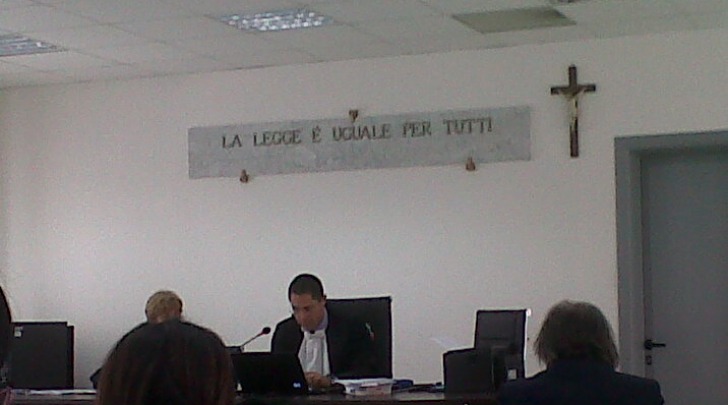 LA LEGGE É UGUALE PER TUTTI